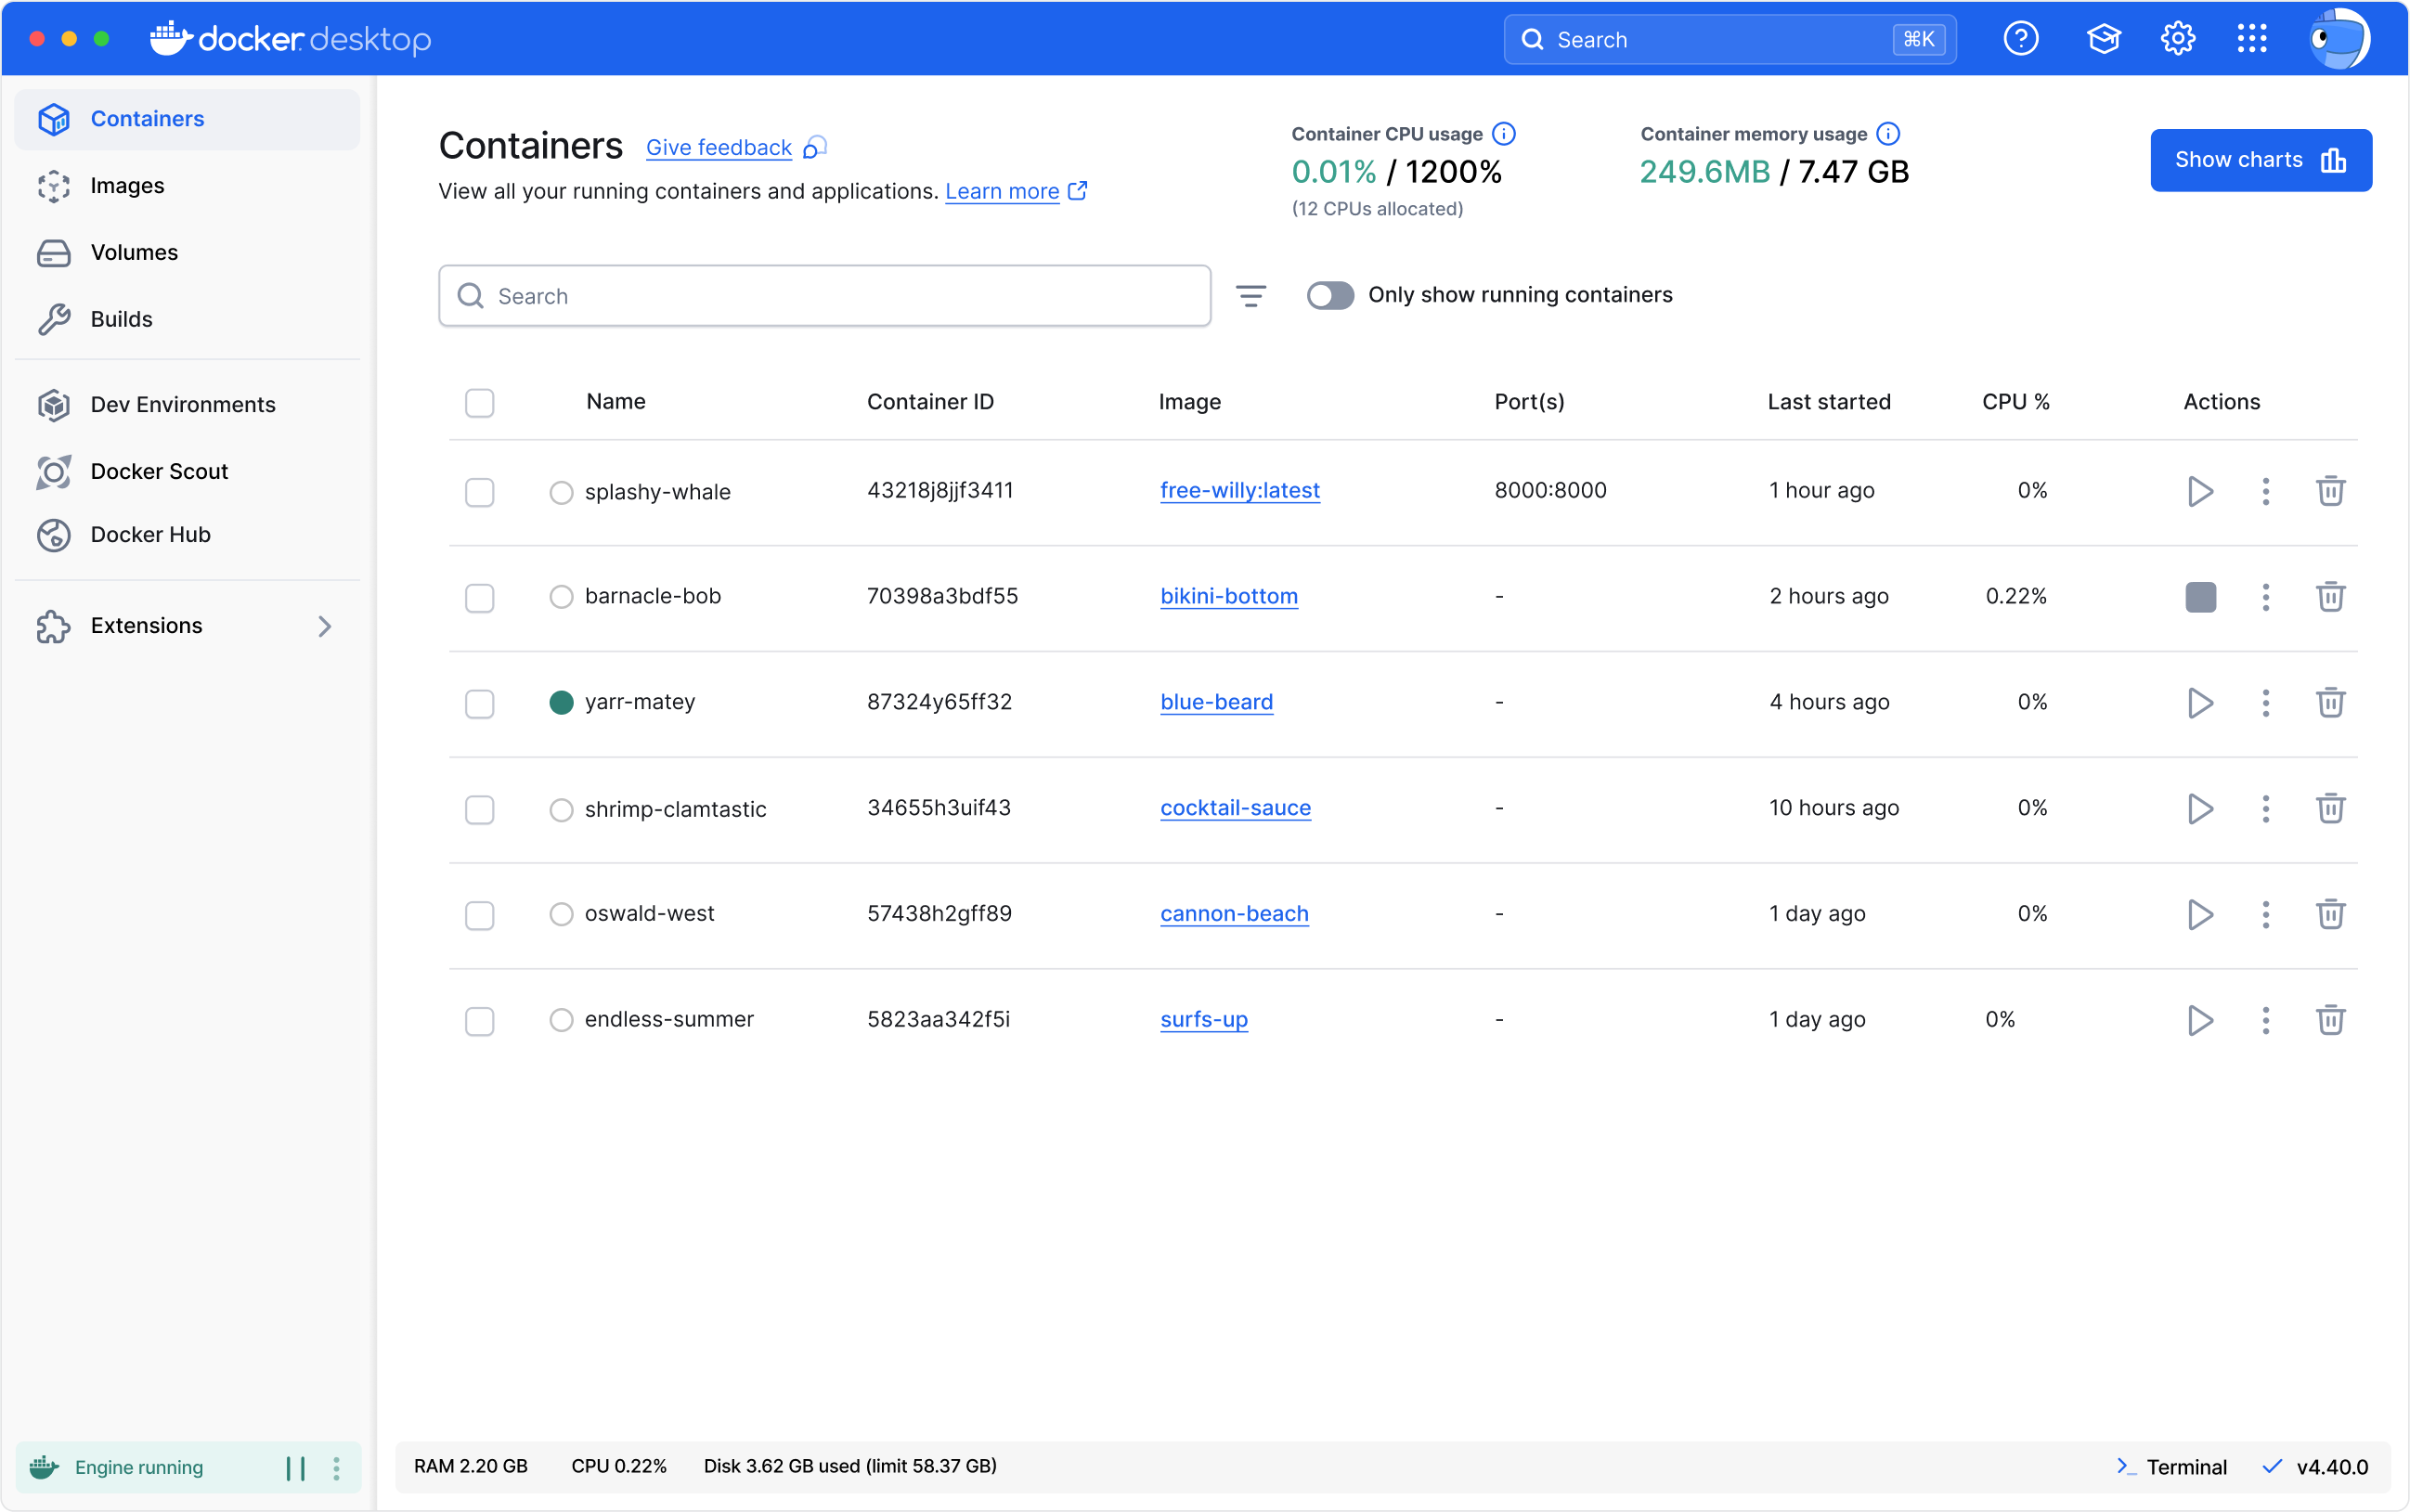 docker desktop
Search ⌘K
Containers
Images
Volumes
Builds
Dev Environments
Docker Scout
Docker Hub
Extensions
Containers Give feedback
View all your running containers and applications. Learn more
Container CPU usage
0.01% / 1200%
(12 CPUs allocated)
Container memory usage
249.6MB / 7.47 GB
Show charts
Search
Only show running containers
Name Container ID Image Port(s) Last started CPU % Actions
splashy-whale 43218j8jjf3411 free-willy:latest 8000:8000 1 hour ago 0%
barnacle-bob 70398a3bdf55 bikini-bottom - 2 hours ago 0.22%
yarr-matey 87324y65ff32 blue-beard - 4 hours ago 0%
shrimp-clamtastic 34655h3uif43 cocktail-sauce - 10 hours ago 0%
oswald-west 57438h2gff89 cannon-beach - 1 day ago 0%
endless-summer 5823aa342f5i surfs-up - 1 day ago 0%
Engine running
RAM 2.20 GB CPU 0.22% Disk 3.62 GB used (limit 58.37 GB)
Terminal v4.40.0